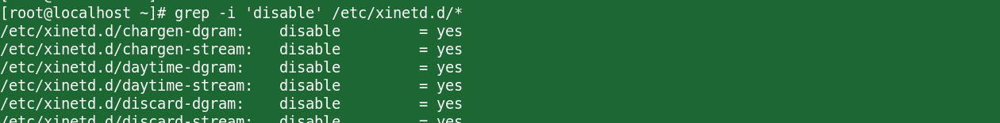 [root@localhost ~]# grep -i 'disable' /etc/xinetd.d/*
/etc/xinetd.d/chargen-dgram:    disable         = yes
/etc/xinetd.d/chargen-stream:   disable         = yes
/etc/xinetd.d/daytime-dgram:    disable         = yes
/etc/xinetd.d/daytime-stream:   disable         = yes
/etc/xinetd.d/discard-dgram:    disable         = yes
/etc/xinetd.d/discard-stream:   disable         = yes